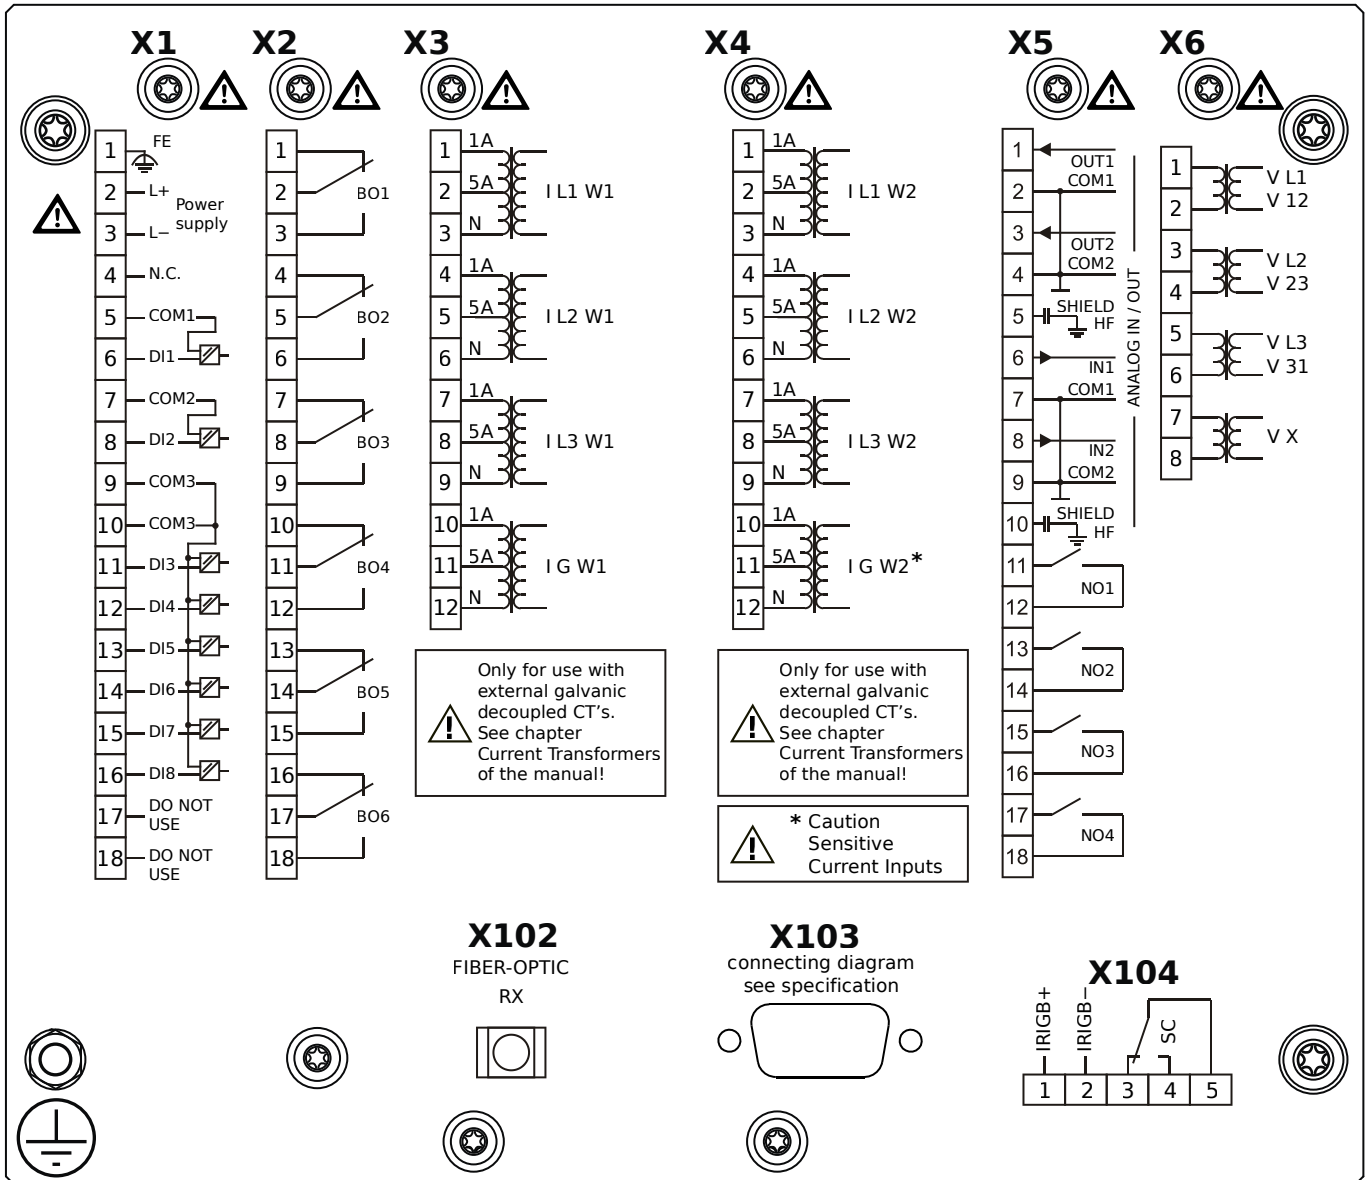 X1 X2 X3 X4 X5 X6
1 FE
2 L+
Power
supply
3 L−
4 N.C.
5 COM1
6 DI1
7 COM2
8 DI2
9 COM3
10 COM3
11 DI3
12 DI4
13 DI5
14 DI6
15 DI7
16 DI8
17 DO NOT
USE
18 DO NOT
USE
1
2 BO1
3
4
5 BO2
6
7
8 BO3
9
10
11 BO4
12
13
14 BO5
15
16
17 BO6
18
1 1A
2 5A I L1 W1
3 N
4 1A
5 5A I L2 W1
6 N
7 1A
8 5A I L3 W1
9 N
10 1A
11 5A I G W1
12 N
Only for use with
external galvanic
decoupled CT's.
See chapter
Current Transformers
of the manual!
1 1A
2 5A I L1 W2
3 N
4 1A
5 5A I L2 W2
6 N
7 1A
8 5A I L3 W2
9 N
10 1A
11 5A I G W2*
12 N
Only for use with
external galvanic
decoupled CT's.
See chapter
Current Transformers
of the manual!
* Caution
Sensitive
Current Inputs
1
OUT1
2 COM1
3
OUT2
4 COM2
5 SHIELD
HF
6
IN1
7 COM1
8
IN2
9 COM2
10 SHIELD
HF
ANALOG IN / OUT
11
NO1
12
13
NO2
14
15
NO3
16
17
NO4
18
1 V L1
2 V 12
3 V L2
4 V 23
5 V L3
6 V 31
7
V X
8
X102
FIBER-OPTIC
RX
X103
connecting diagram
see specification
X104
IRIGB+
IRIGB−
SC
1 2 3 4 5